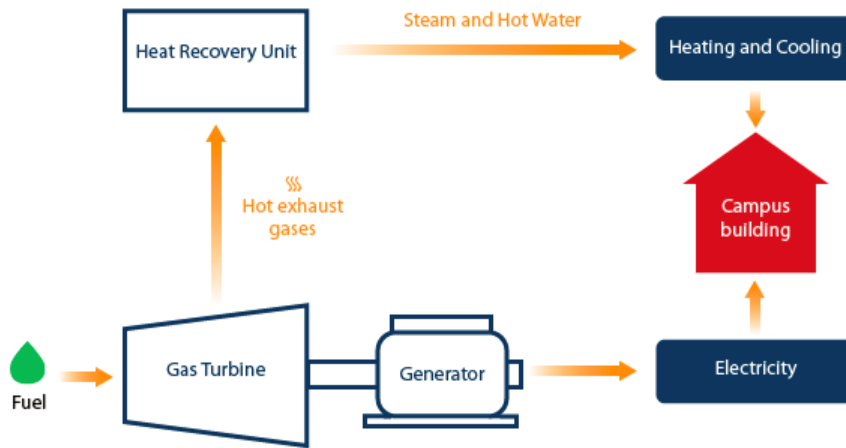 Steam and Hot Water
Heat Recovery Unit
Heating and Cooling
Hot exhaust
gases
Campus
building
Fuel
Gas Turbine
Generator
Electricity